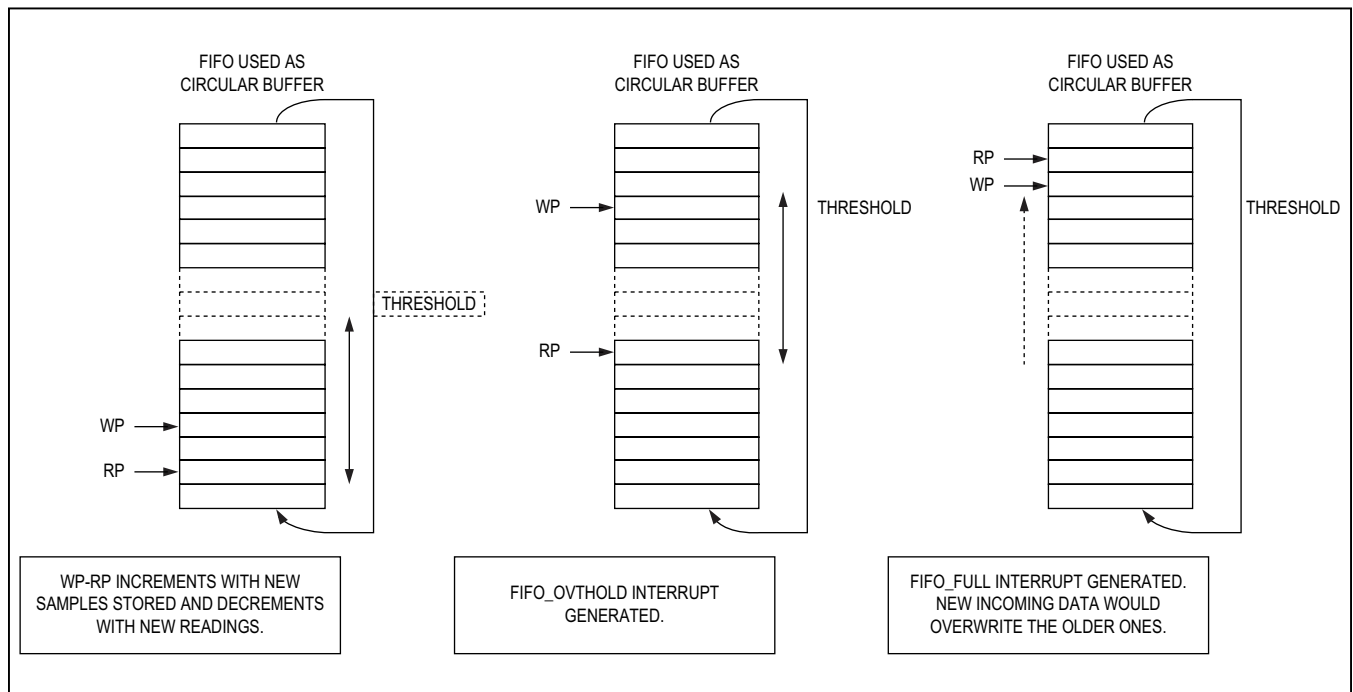 FIFO USED AS
CIRCULAR BUFFER
WP
RP
THRESHOLD
WP-RP INCREMENTS WITH NEW
SAMPLES STORED AND DECREMENTS
WITH NEW READINGS.
FIFO USED AS
CIRCULAR BUFFER
WP
THRESHOLD
RP
FIFO_OVTHOLD INTERRUPT
GENERATED.
FIFO USED AS
CIRCULAR BUFFER
RP
WP
THRESHOLD
FIFO_FULL INTERRUPT GENERATED.
NEW INCOMING DATA WOULD
OVERWRITE THE OLDER ONES.